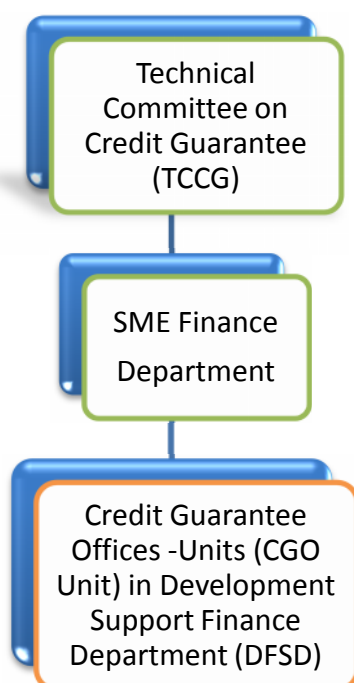 Technical
Committee on
Credit Guarantee
(TCCG)
SME Finance
Department
Credit Guarantee
Offices -Units (CGO
Unit) in Development
Support Finance
Department (DFSD)